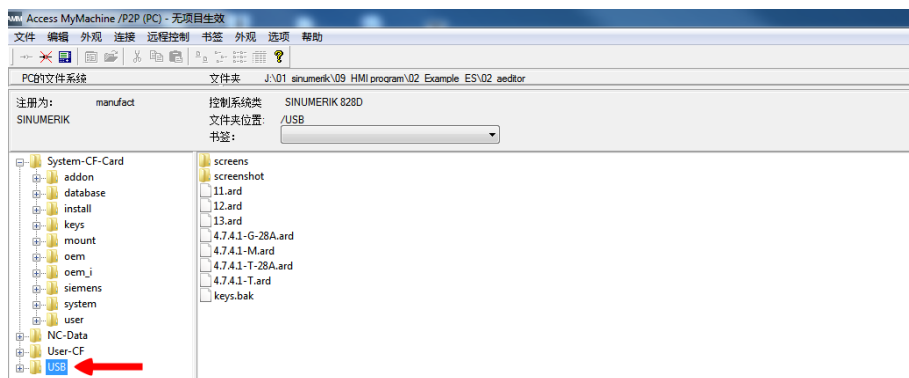 AMM Access MyMachine /P2P (PC) - 无项目生效
文件 编辑 外观 连接 远程控制 书签 外观 选项 帮助
PC的文件系统 文件夹 J:\01 sinumerik\09 HMI program\02 Example ES\02 aeditor
注册为: manufact 控制系统类 SINUMERIK 828D
SINUMERIK 文件夹位置: /USB
书签:
System-CF-Card screens
addon screenshot
database 11.ard
install 12.ard
keys 13.ard
mount 4.7.4.1-G-28A.ard
oem 4.7.4.1-M.ard
oem_i 4.7.4.1-T-28A.ard
siemens 4.7.4.1-T.ard
system keys.bak
user
NC-Data
User-CF
USB